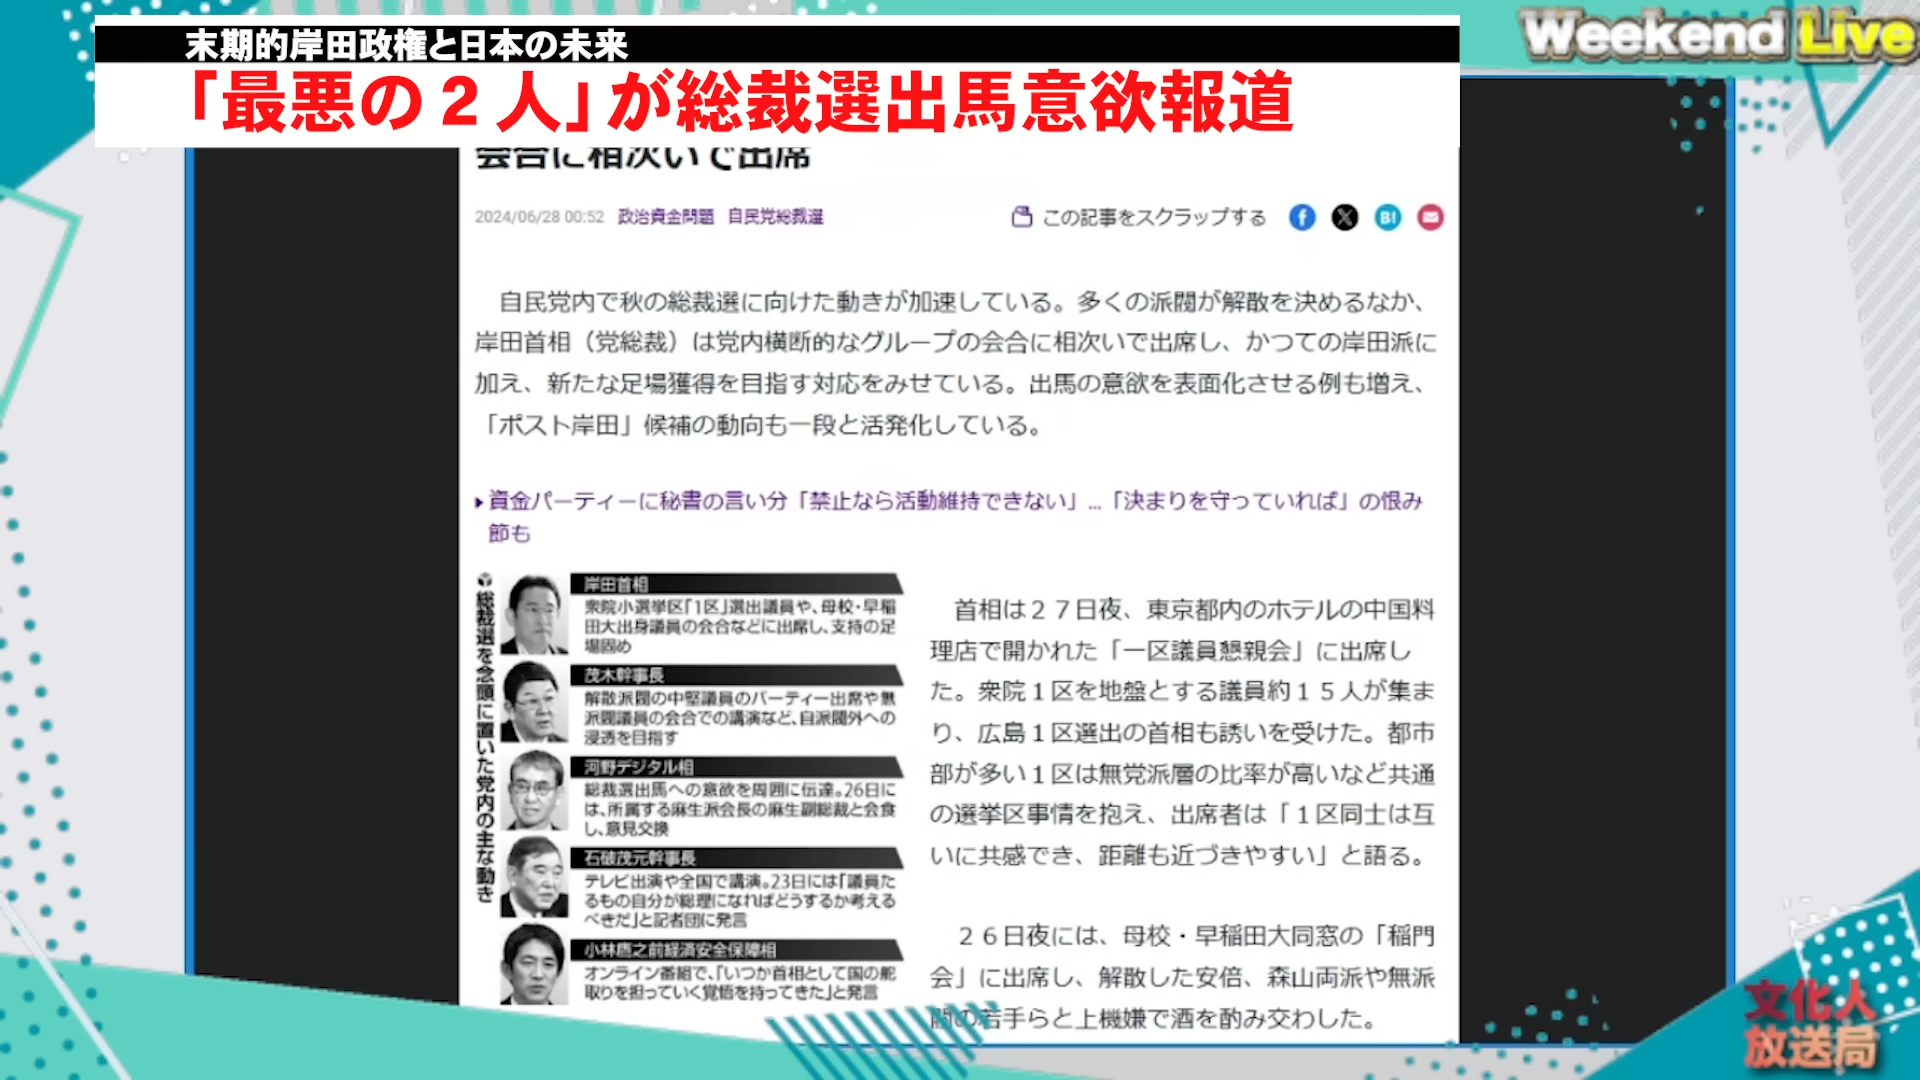 末期的岸田政権と日本の未来
「最悪の２人」が総裁選出馬意欲報道
Weekend Live
会合に相次いで出席
2024/06/28 00:52 政治資金問題 自民党総裁選
この記事をスクラップする
B!
自民党内で秋の総裁選に向けた動きが加速している。多くの派閥が解散を決めるなか、
岸田首相（党総裁）は党内横断的なグループの会合に相次いで出席し、かつての岸田派に
加え、新たな足場獲得を目指す対応をみせている。出馬の意欲を表面化させる例も増え、
「ポスト岸田」候補の動向も一段と活発化している。
資金パーティーに秘書の言い分「禁止なら活動維持できない」…「決まりを守っていれば」の恨み
節も
総裁選を念頭に置いた党内の主な動き
岸田首相
衆院小選挙区「1区」選出議員や、母校・早稲
田大出身議員の会合などに出席し、支持の足
場固め
茂木幹事長
解散派閥の中堅議員のパーティー出席や無
派閥議員の会合での講演など、自派閥外への
浸透を目指す
河野デジタル相
総裁選出馬への意欲を周囲に伝達。26日に
は、所属する麻生派会長の麻生副総裁と会食
し、意見交換
石破茂元幹事長
テレビ出演や全国で講演。23日には「議員た
るもの自分が総理になればどうするか考える
べきだ」と記者団に発言
小林鷹之前経済安全保障相
オンライン番組で、「いつか首相として国の舵
取りを担っていく覚悟を持ってきた」と発言
首相は２７日夜、東京都内のホテルの中国料
理店で開かれた「一区議員懇親会」に出席し
た。衆院１区を地盤とする議員約１５人が集ま
り、広島１区選出の首相も誘いを受けた。都市
部が多い１区は無党派層の比率が高いなど共通
の選挙区事情を抱え、出席者は「１区同士は互
いに共感でき、距離も近づきやすい」と語る。
２６日夜には、母校・早稲田大同窓の「稲門
会」に出席し、解散した安倍、森山両派や無派
閥の若手らと上機嫌で酒を酌み交わした。
文化人
放送局